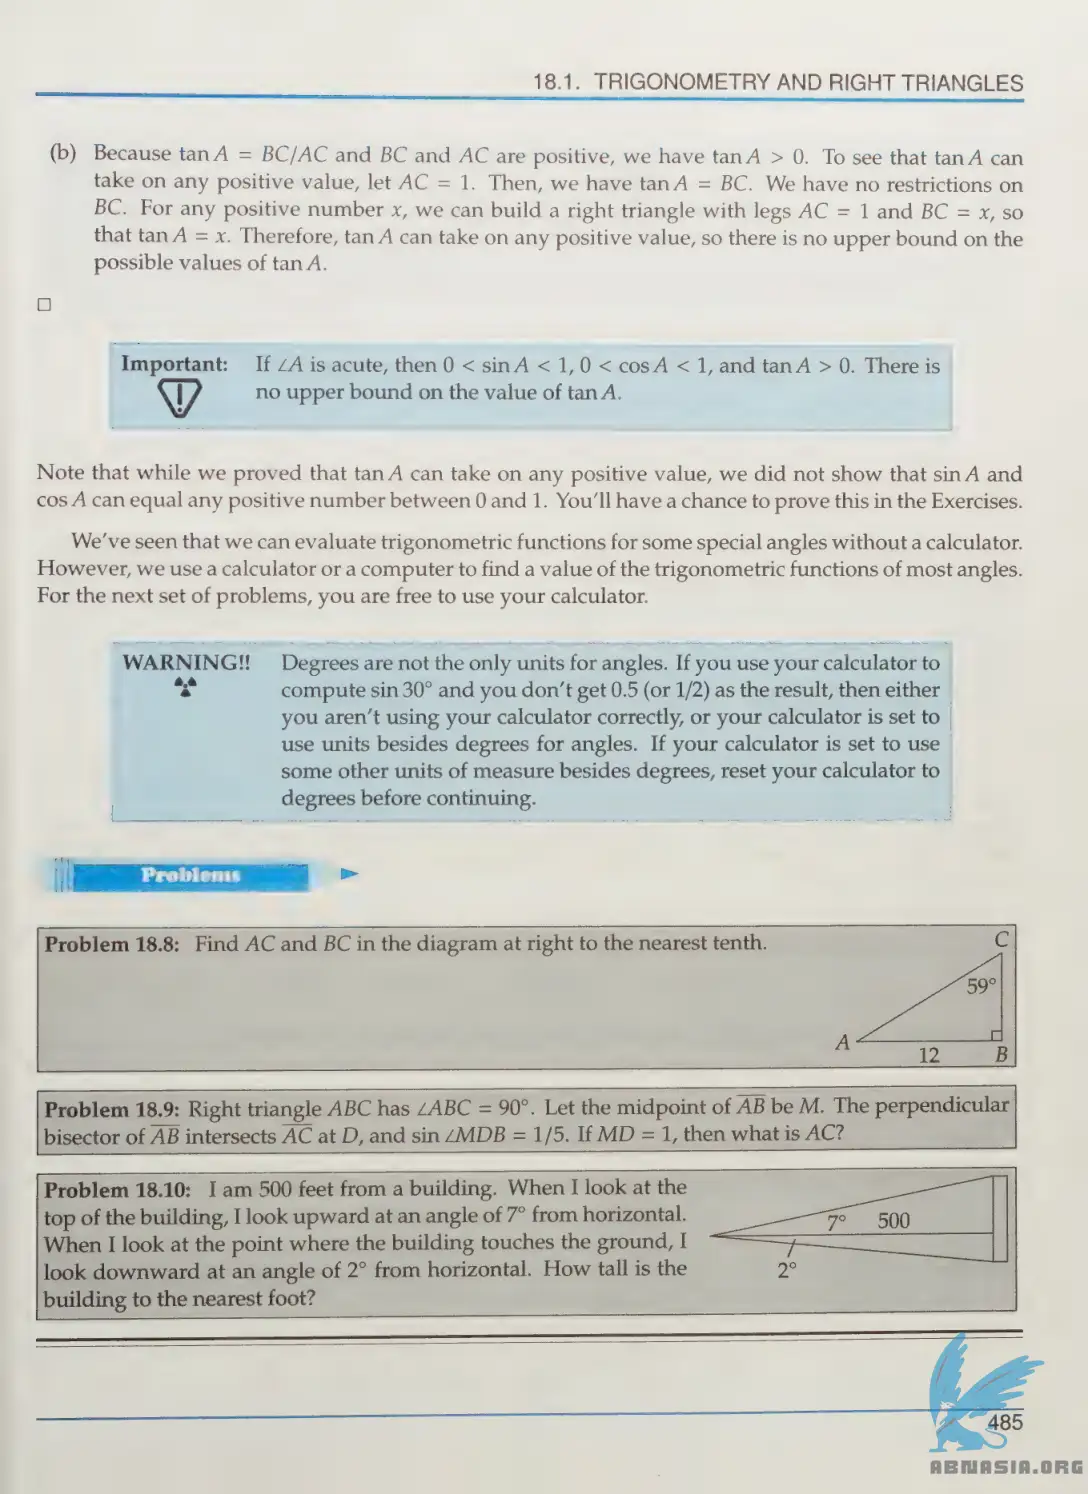 18.1. TRIGONOMETRY AND RIGHT TRIANGLES
(b) Because tan A = BC/AC and BC and AC are positive, we have tan A > 0. To see that tan A can
take on any positive value, let AC = 1. Then, we have tan A = BC. We have no restrictions on
BC. For any positive number x, we can build a right triangle with legs AC = 1 and BC = x, so
that tan A = x. Therefore, tan A can take on any positive value, so there is no upper bound on the
possible values of tan A.
□
Important: If ∠A is acute, then 0 < sin A < 1, 0 < cos A < 1, and tan A > 0. There is
no upper bound on the value of tan A.
Note that while we proved that tan A can take on any positive value, we did not show that sin A and
cos A can equal any positive number between 0 and 1. You'll have a chance to prove this in the Exercises.
We've seen that we can evaluate trigonometric functions for some special angles without a calculator.
However, we use a calculator or a computer to find a value of the trigonometric functions of most angles.
For the next set of problems, you are free to use your calculator.
WARNING!! Degrees are not the only units for angles. If you use your calculator to
compute sin 30° and you don't get 0.5 (or 1/2) as the result, then either
you aren't using your calculator correctly, or your calculator is set to
use units besides degrees for angles. If your calculator is set to use
some other units of measure besides degrees, reset your calculator to
degrees before continuing.
Problems
Problem 18.8: Find AC and BC in the diagram at right to the nearest tenth.
C
59°
A
12
B
Problem 18.9: Right triangle ABC has ∠ABC = 90°. Let the midpoint of A̅B̅ be M. The perpendicular
bisector of A̅B̅ intersects A̅C̅ at D, and sin ∠MDB = 1/5. If MD = 1, then what is AC?
Problem 18.10: I am 500 feet from a building. When I look at the
top of the building, I look upward at an angle of 7° from horizontal.
When I look at the point where the building touches the ground, I
look downward at an angle of 2° from horizontal. How tall is the
building to the nearest foot?
7° 500
2°
485
ABNASIA.ORG